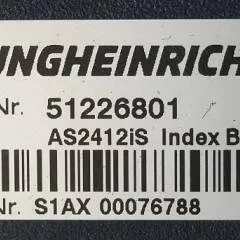 UNGHEINRICH
Nr. 51226801
AS2412iS Index B
Nr. S1AX 00076788